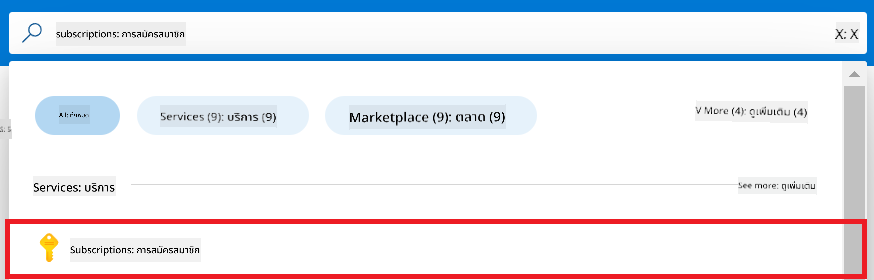 subscriptions: การสมัครสมาชิก
X: X
All: ทั้งหมด
Services (9): บริการ (9)
Marketplace (9): ตลาด (9)
V More (4): ดูเพิ่มเติม (4)
Services: บริการ
See more: ดูเพิ่มเติม
Subscriptions: การสมัครสมาชิก